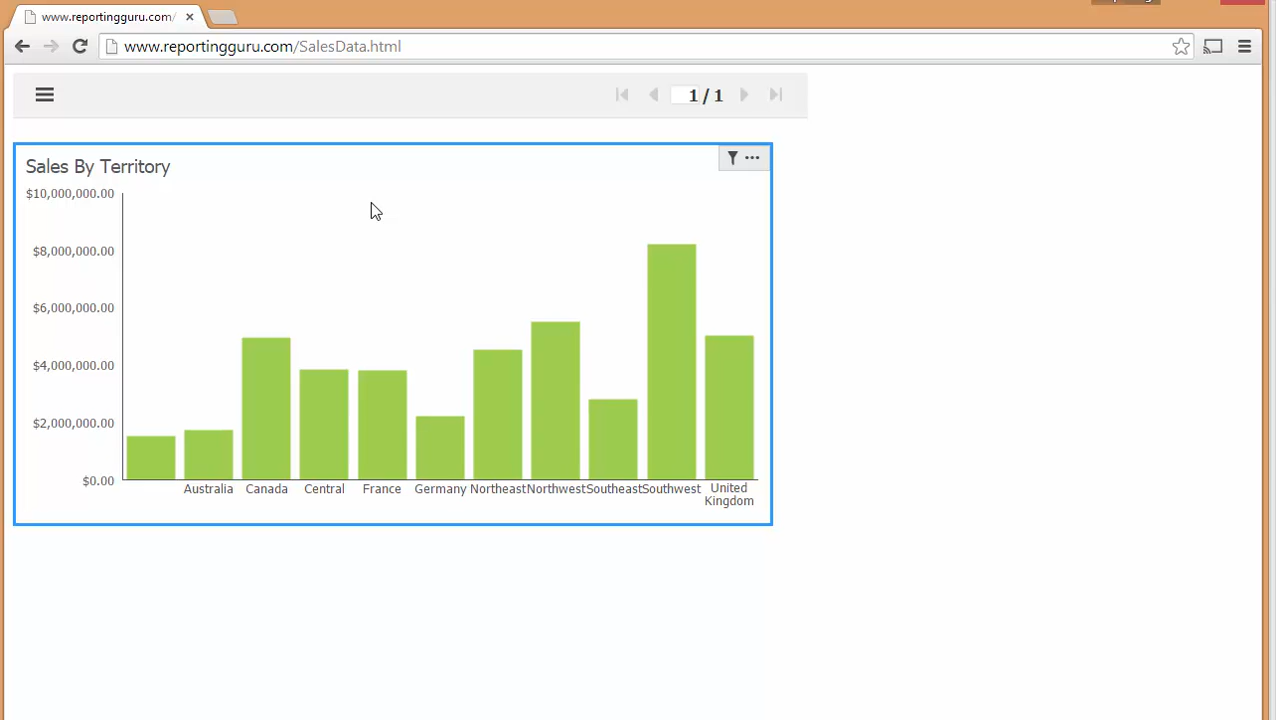 www.reportingguru.com/
www.reportingguru.com/SalesData.html
1 / 1
Sales By Territory
$10,000,000.00
$8,000,000.00
$6,000,000.00
$4,000,000.00
$2,000,000.00
$0.00
Australia Canada Central France Germany Northeast Northwest Southeast Southwest United
Kingdom